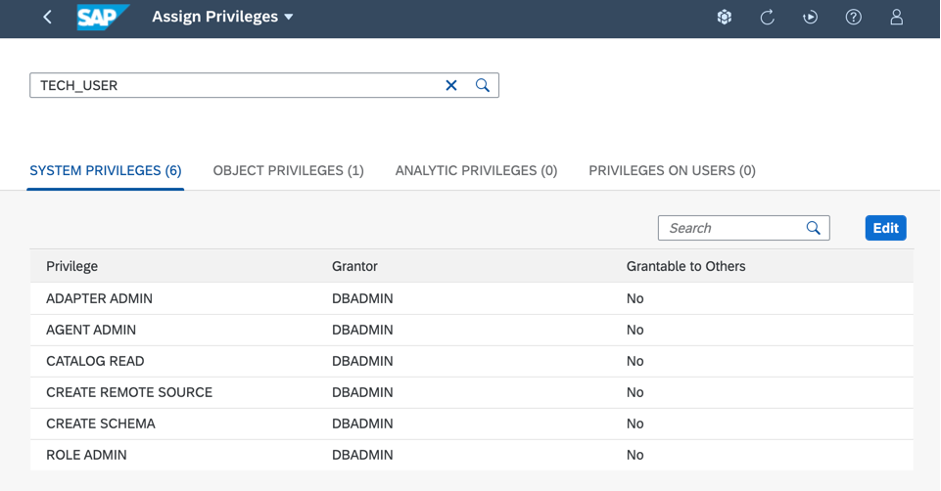 SAP Assign Privileges
TECH_USER
SYSTEM PRIVILEGES (6) OBJECT PRIVILEGES (1) ANALYTIC PRIVILEGES (0) PRIVILEGES ON USERS (0)
Search Edit
Privilege Grantor Grantable to Others
ADAPTER ADMIN DBADMIN No
AGENT ADMIN DBADMIN No
CATALOG READ DBADMIN No
CREATE REMOTE SOURCE DBADMIN No
CREATE SCHEMA DBADMIN No
ROLE ADMIN DBADMIN No